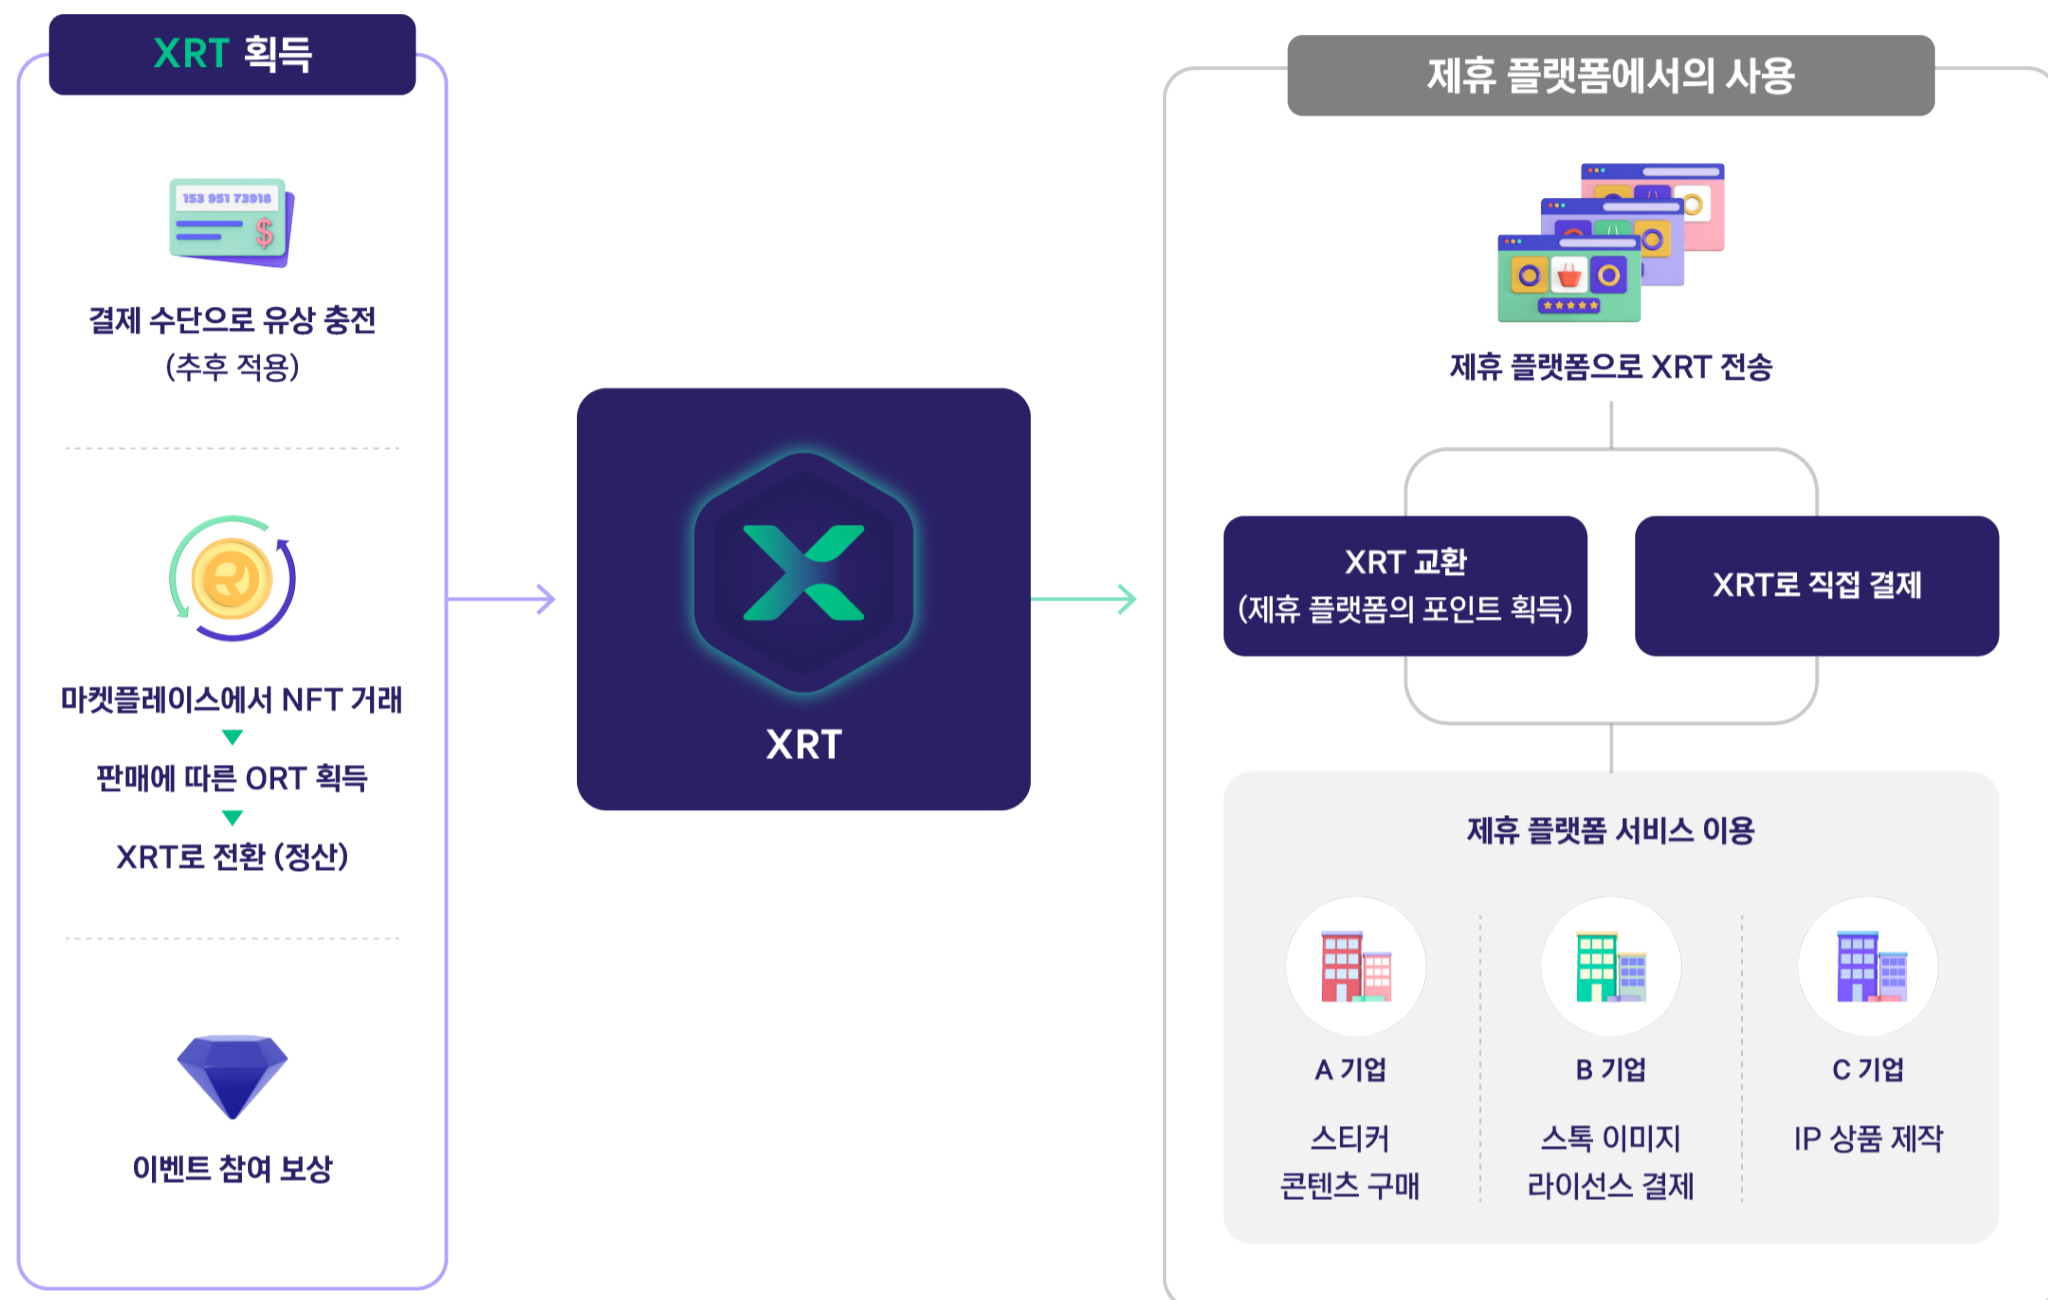 XRT 획득
153 951 73918
$
결제 수단으로 유상 충전
(추후 적용)
마켓플레이스에서 NFT 거래
판매에 따른 ORT 획득
XRT로 전환 (정산)
이벤트 참여 보상
XRT
제휴 플랫폼에서의 사용
제휴 플랫폼으로 XRT 전송
XRT 교환
(제휴 플랫폼의 포인트 획득)
XRT로 직접 결제
제휴 플랫폼 서비스 이용
A 기업
스티커
콘텐츠 구매
B 기업
스톡 이미지
라이선스 결제
C 기업
IP 상품 제작